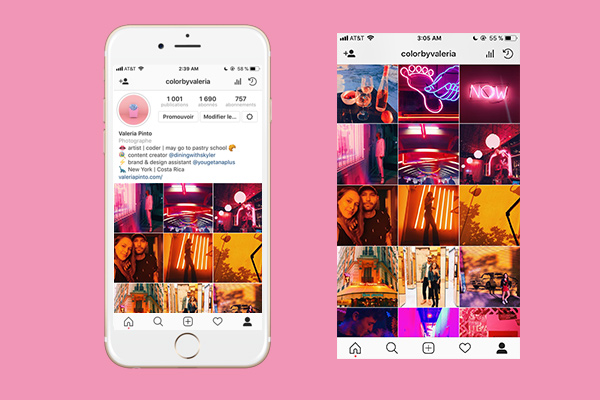 AT&T 2:39 AM 58 %
colorbyvaleria
1 001 1 690 757
publications abonnés abonnements
Promouvoir Modifier le...
Valeria Pinto
Photographe
artist | coder | may go to pastry school
content creator @diningwithskyler
brand & design assistant @yougetanaplus
New York | Costa Rica
valeriapinto.com/
AT&T 3:05 AM 55 %
colorbyvaleria
NOW